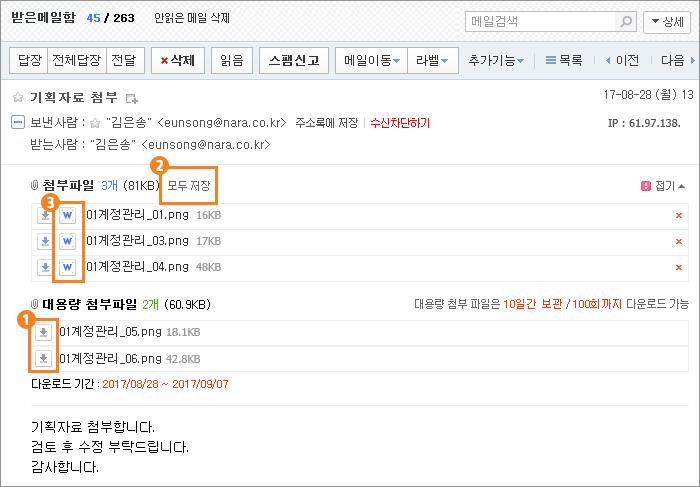 받은메일함 45 / 263 안읽은 메일 삭제 메일검색 상세
답장 전체답장 전달 × 삭제 읽음 스팸신고 메일이동 라벨 추가기능 목록 이전 다음
기획자료 첨부 17-08-28 (월) 13
보낸사람 : "김은송" <eunsong@nara.co.kr> 주소록에 저장 | 수신차단하기 IP : 61.97.138.
받는사람 : "김은송" <eunsong@nara.co.kr>
2
첨부파일 3개 (81KB) 모두 저장 접기
3
W 01계정관리_01.png 16KB ×
W 01계정관리_03.png 17KB ×
W 01계정관리_04.png 48KB ×
대용량 첨부파일 2개 (60.9KB) 대용량 첨부 파일은 10일간 보관 / 100회까지 다운로드 가능
1
01계정관리_05.png 18.1KB
01계정관리_06.png 42.8KB
다운로드 기간 : 2017/08/28 ~ 2017/09/07
기획자료 첨부합니다.
검토 후 수정 부탁드립니다.
감사합니다.